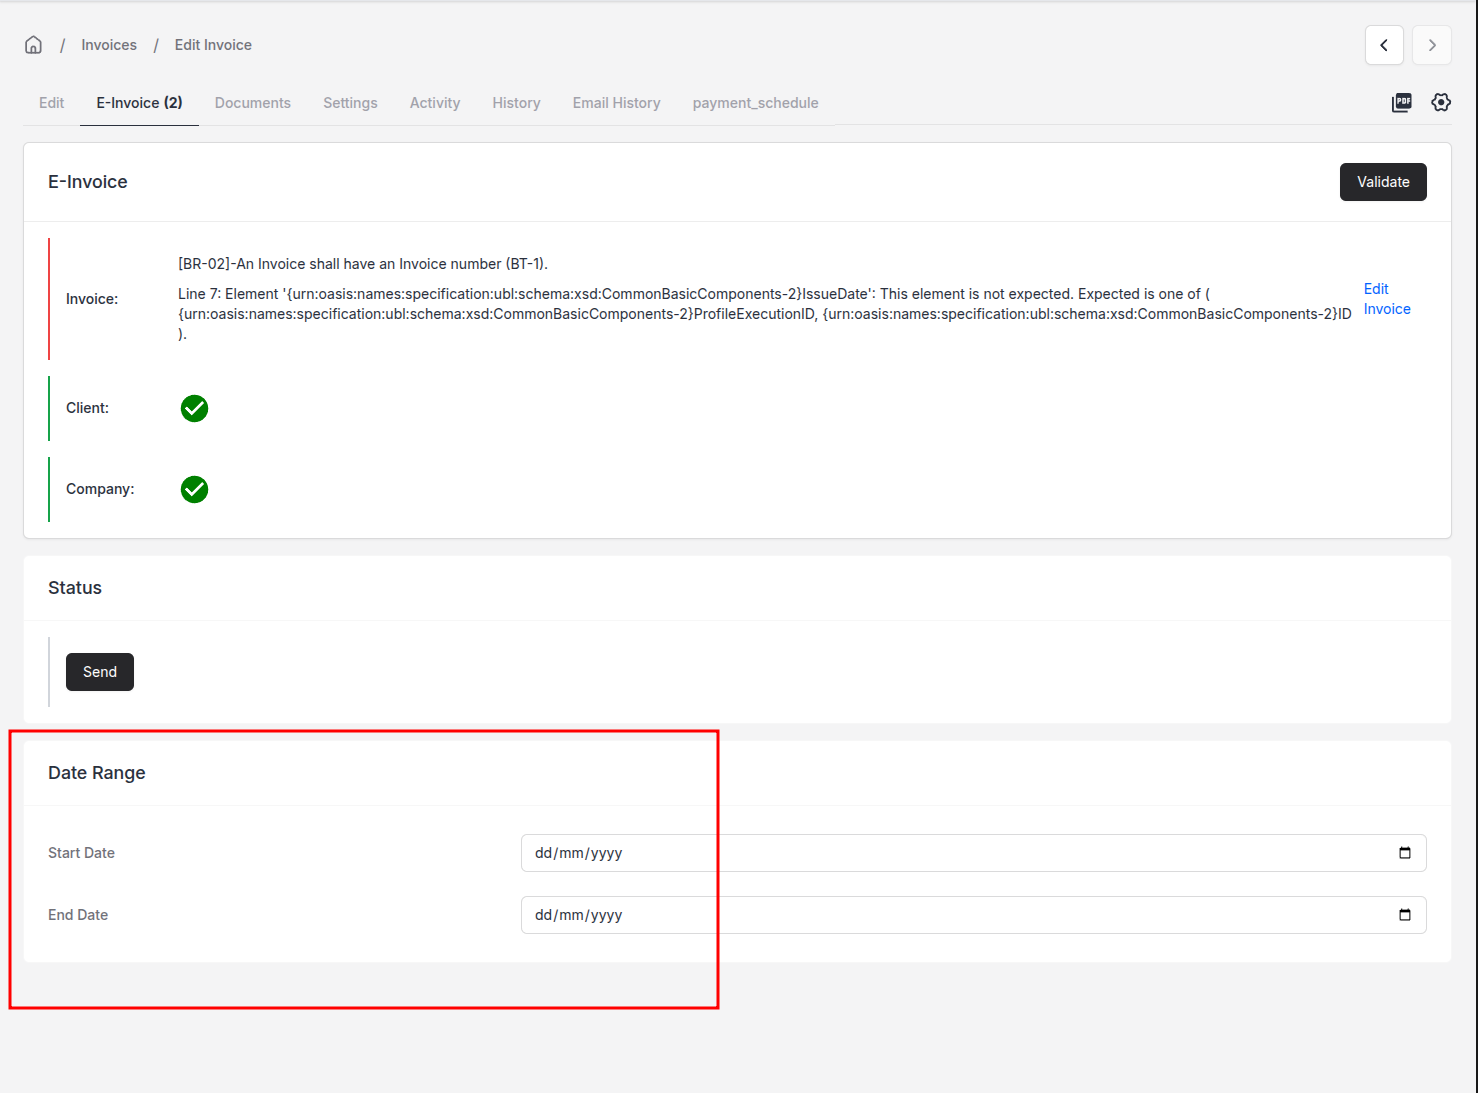 / Invoices / Edit Invoice
Edit E-Invoice (2) Documents Settings Activity History Email History payment_schedule PDF
E-Invoice
Validate
Invoice:
[BR-02]-An Invoice shall have an Invoice number (BT-1).
Line 7: Element '{urn:oasis:names:specification:ubl:schema:xsd:CommonBasicComponents-2}IssueDate': This element is not expected. Expected is one of (
{urn:oasis:names:specification:ubl:schema:xsd:CommonBasicComponents-2}ProfileExecutionID, {urn:oasis:names:specification:ubl:schema:xsd:CommonBasicComponents-2}ID
).
Edit
Invoice
Client:
Company:
Status
Send
Date Range
Start Date
dd/mm/yyyy
End Date
dd/mm/yyyy